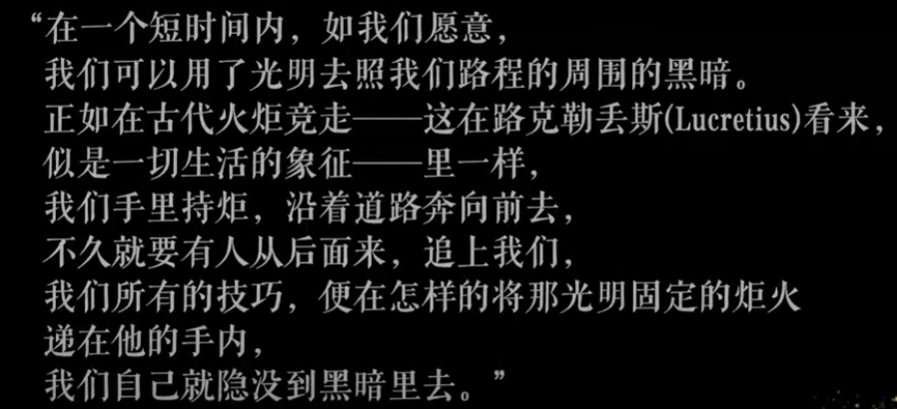 “在一个短时间内，如我们愿意，
我们可以用了光明去照我们路程的周围的黑暗。
正如在古代火炬竞走——这在路克勒丢斯(Lucretius)看来，
似是一切生活的象征——里一样，
我们手里持炬，沿着道路奔向前去，
不久就要有人从后面来，追上我们，
我们所有的技巧，便在怎样的将那光明固定的炬火
递在他的手内，
我们自己就隐没到黑暗里去。”